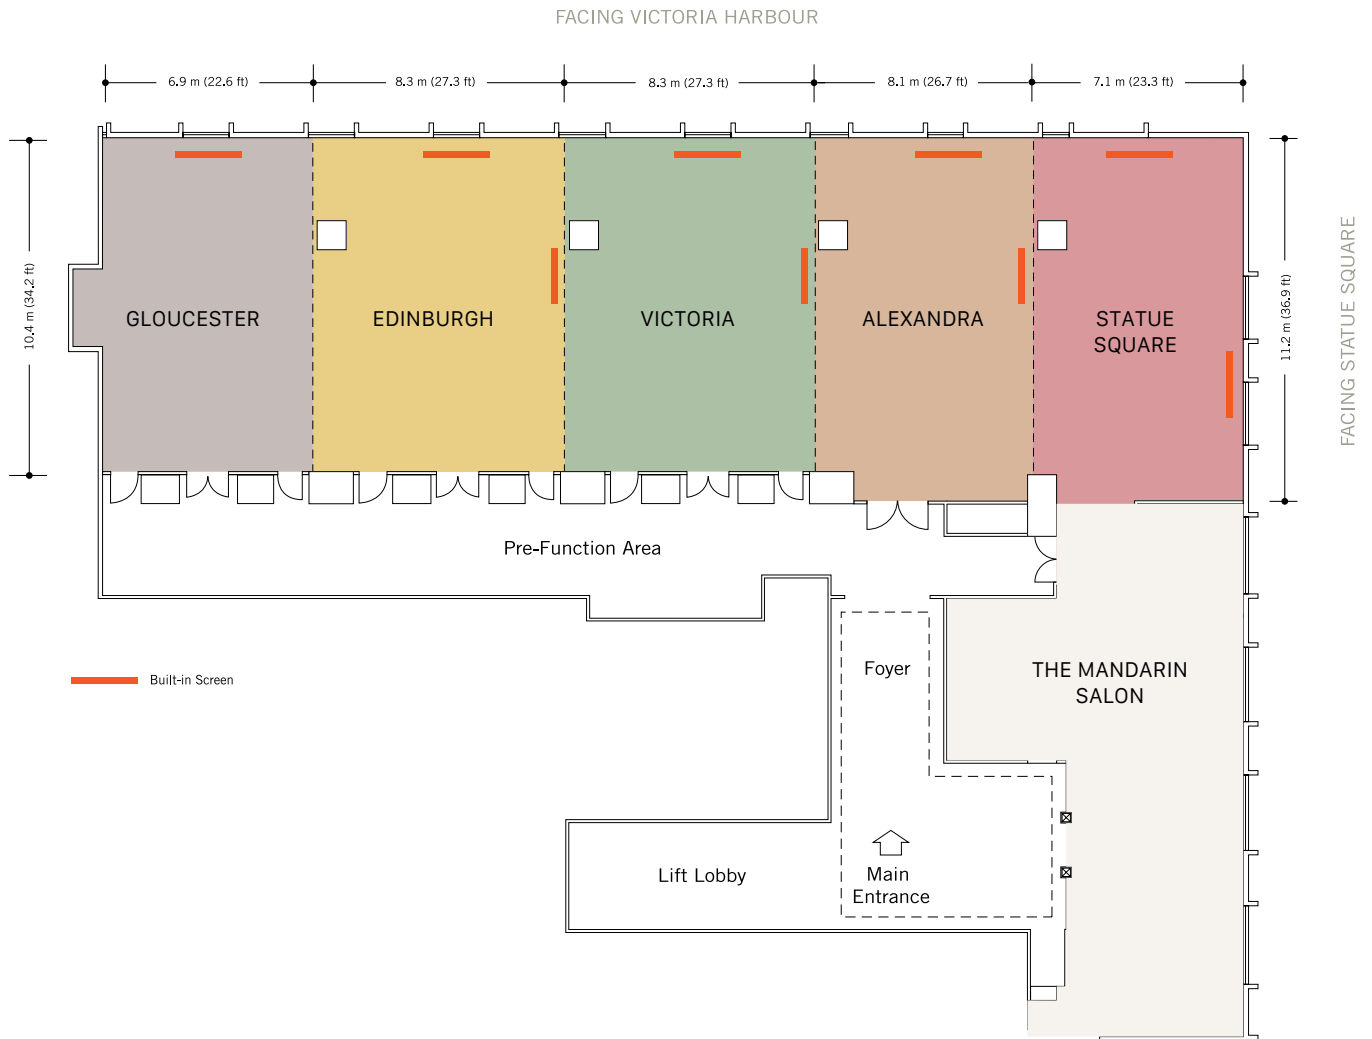 FACING VICTORIA HARBOUR
6.9 m (22.6 ft)
8.3 m (27.3 ft)
8.3 m (27.3 ft)
8.1 m (26.7 ft)
7.1 m (23.3 ft)
10.4 m (34.2 ft)
11.2 m (36.9 ft)
FACING STATUE SQUARE
GLOUCESTER
EDINBURGH
VICTORIA
ALEXANDRA
STATUE
SQUARE
Pre-Function Area
Foyer
THE MANDARIN
SALON
Built-in Screen
Lift Lobby
Main
Entrance